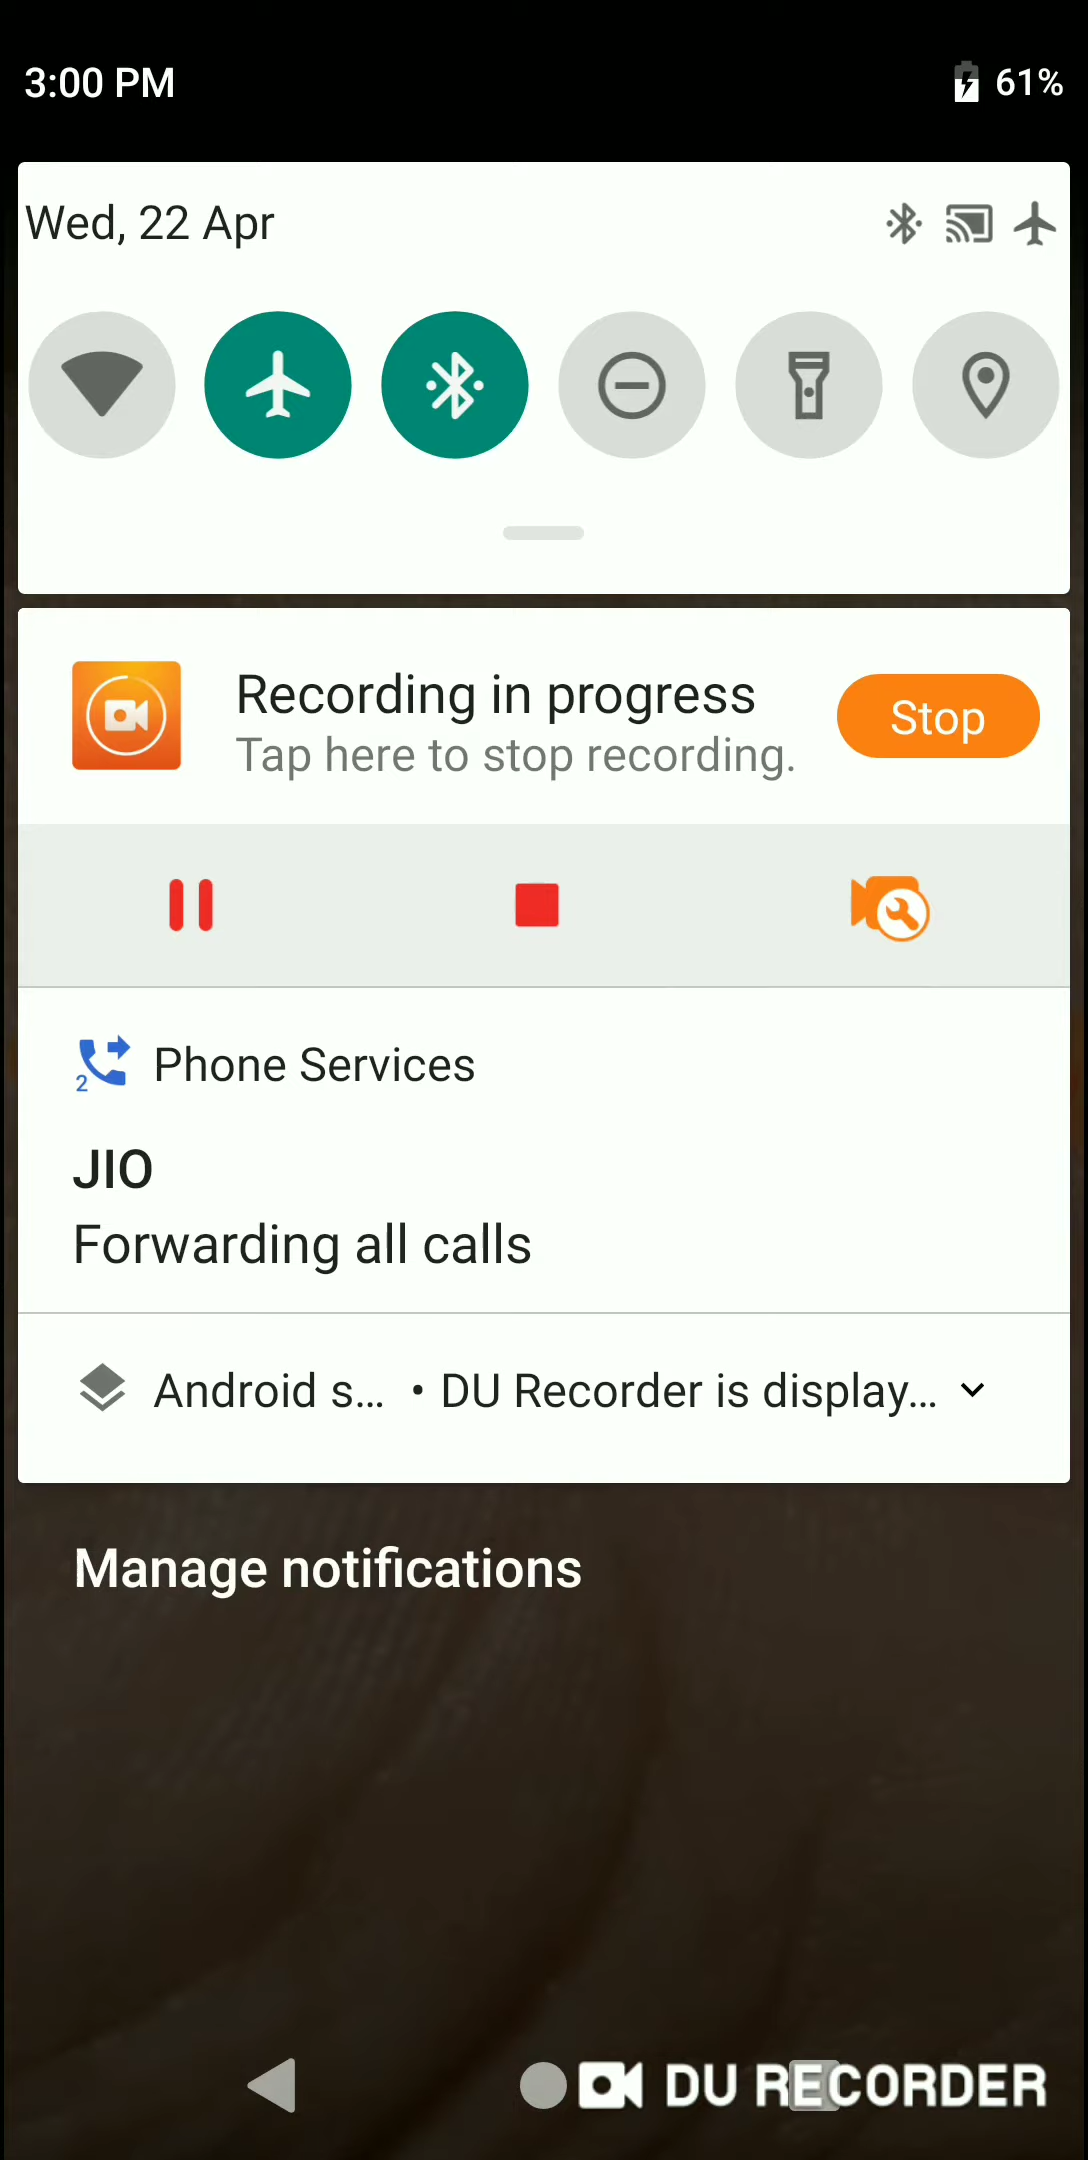 3:00 PM 61%
Wed, 22 Apr
Recording in progress
Tap here to stop recording.
Stop
2 Phone Services
JIO
Forwarding all calls
Android s... • DU Recorder is display...
Manage notifications
DU RECORDER